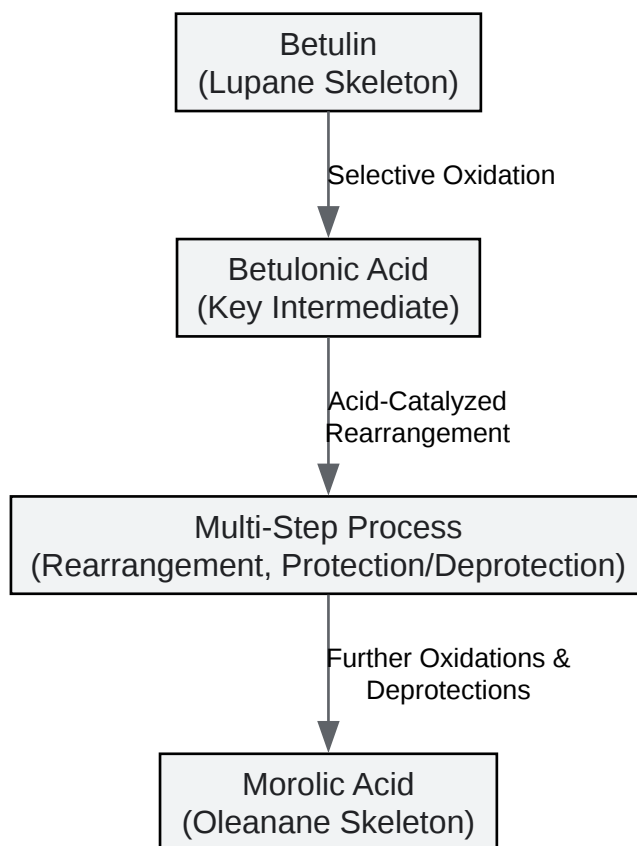 Betulin
(Lupane Skeleton)
Selective Oxidation
Betulonic Acid
(Key Intermediate)
Acid-Catalyzed
Rearrangement
Multi-Step Process
(Rearrangement, Protection/Deprotection)
Further Oxidations &
Deprotections
Morolic Acid
(Oleanane Skeleton)